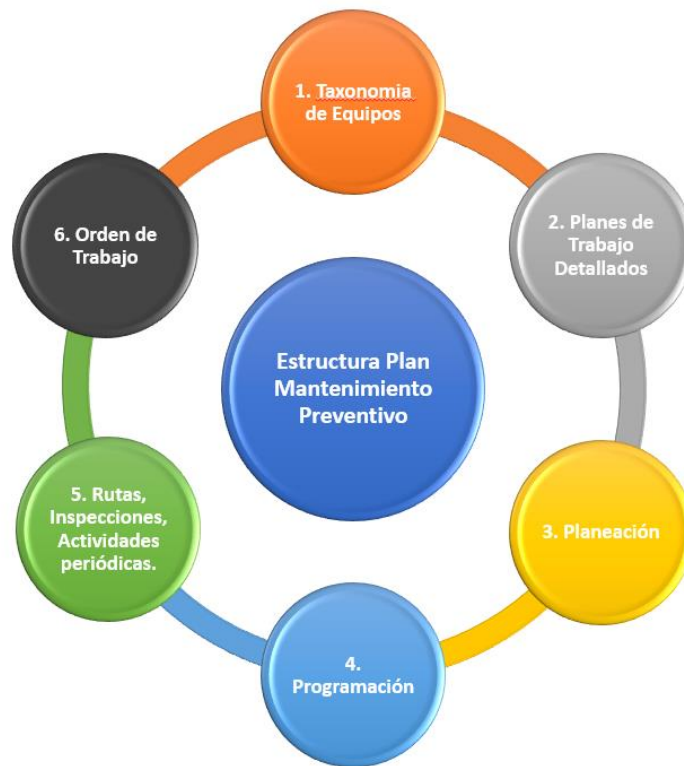 1. Taxonomia
de Equipos
2. Planes de
Trabajo
Detallados
3. Planeación
4.
Programación
5. Rutas,
Inspecciones,
Actividades
periódicas.
6. Orden de
Trabajo
Estructura Plan
Mantenimiento
Preventivo